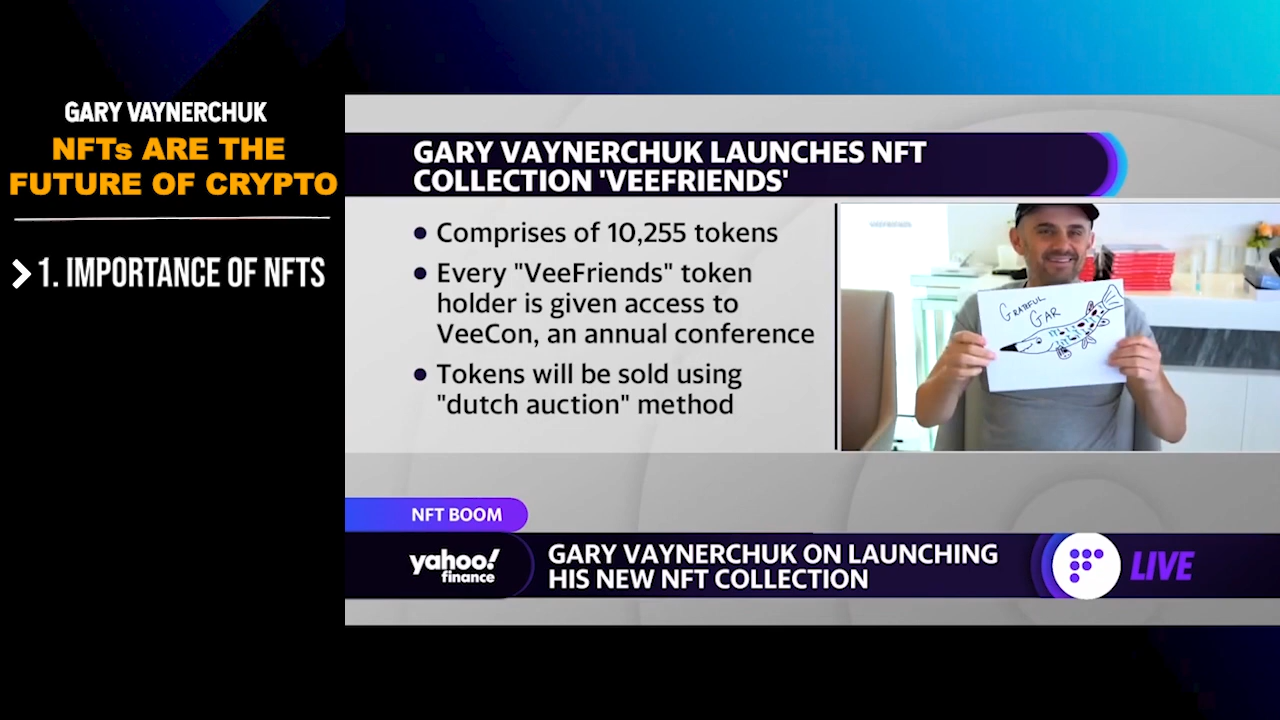 GARY VAYNERCHUK
NFTs ARE THE
FUTURE OF CRYPTO
1. IMPORTANCE OF NFTS
GARY VAYNERCHUK LAUNCHES NFT
COLLECTION 'VEEFRIENDS'
• Comprises of 10,255 tokens
• Every "VeeFriends" token
holder is given access to
VeeCon, an annual conference
• Tokens will be sold using
"dutch auction" method
VEEFRIENDS
GRATEFUL
GAR
NFT BOOM
yahoo!
finance
GARY VAYNERCHUK ON LAUNCHING
HIS NEW NFT COLLECTION
LIVE